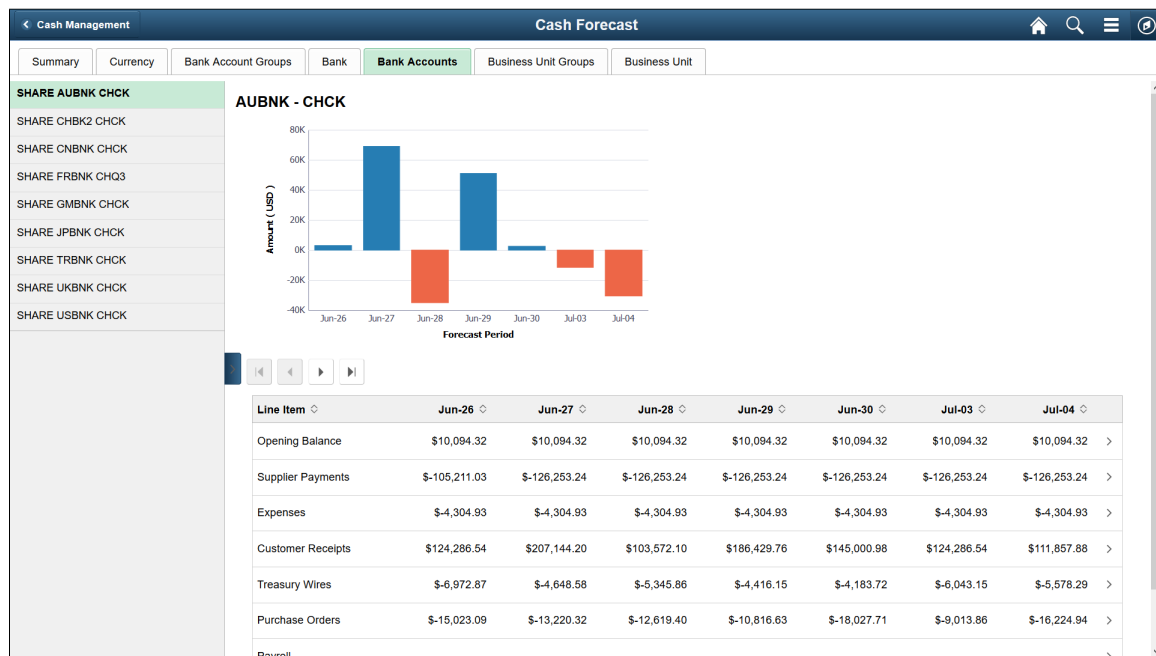 Cash Management
Cash Forecast
Summary Currency Bank Account Groups Bank Bank Accounts Business Unit Groups Business Unit
SHARE AUBNK CHCK
SHARE CHBK2 CHCK
SHARE CNBNK CHCK
SHARE FRBNK CHQ3
SHARE GMBNK CHCK
SHARE JPBNK CHCK
SHARE TRBNK CHCK
SHARE UKBNK CHCK
SHARE USBNK CHCK
AUBNK - CHCK
80K
60K
40K
20K
0K
-20K
-40K
Amount ( USD )
Jun-26 Jun-27 Jun-28 Jun-29 Jun-30 Jul-03 Jul-04
Forecast Period
Line Item Jun-26 Jun-27 Jun-28 Jun-29 Jun-30 Jul-03 Jul-04
Opening Balance $10,094.32 $10,094.32 $10,094.32 $10,094.32 $10,094.32 $10,094.32 $10,094.32
Supplier Payments $-105,211.03 $-126,253.24 $-126,253.24 $-126,253.24 $-126,253.24 $-126,253.24 $-126,253.24
Expenses $-4,304.93 $-4,304.93 $-4,304.93 $-4,304.93 $-4,304.93 $-4,304.93 $-4,304.93
Customer Receipts $124,286.54 $207,144.20 $103,572.10 $186,429.76 $145,000.98 $124,286.54 $111,857.88
Treasury Wires $-6,972.87 $-4,648.58 $-5,345.86 $-4,416.15 $-4,183.72 $-6,043.15 $-5,578.29
Purchase Orders $-15,023.09 $-13,220.32 $-12,619.40 $-10,816.63 $-18,027.71 $-9,013.86 $-16,224.94
Payroll